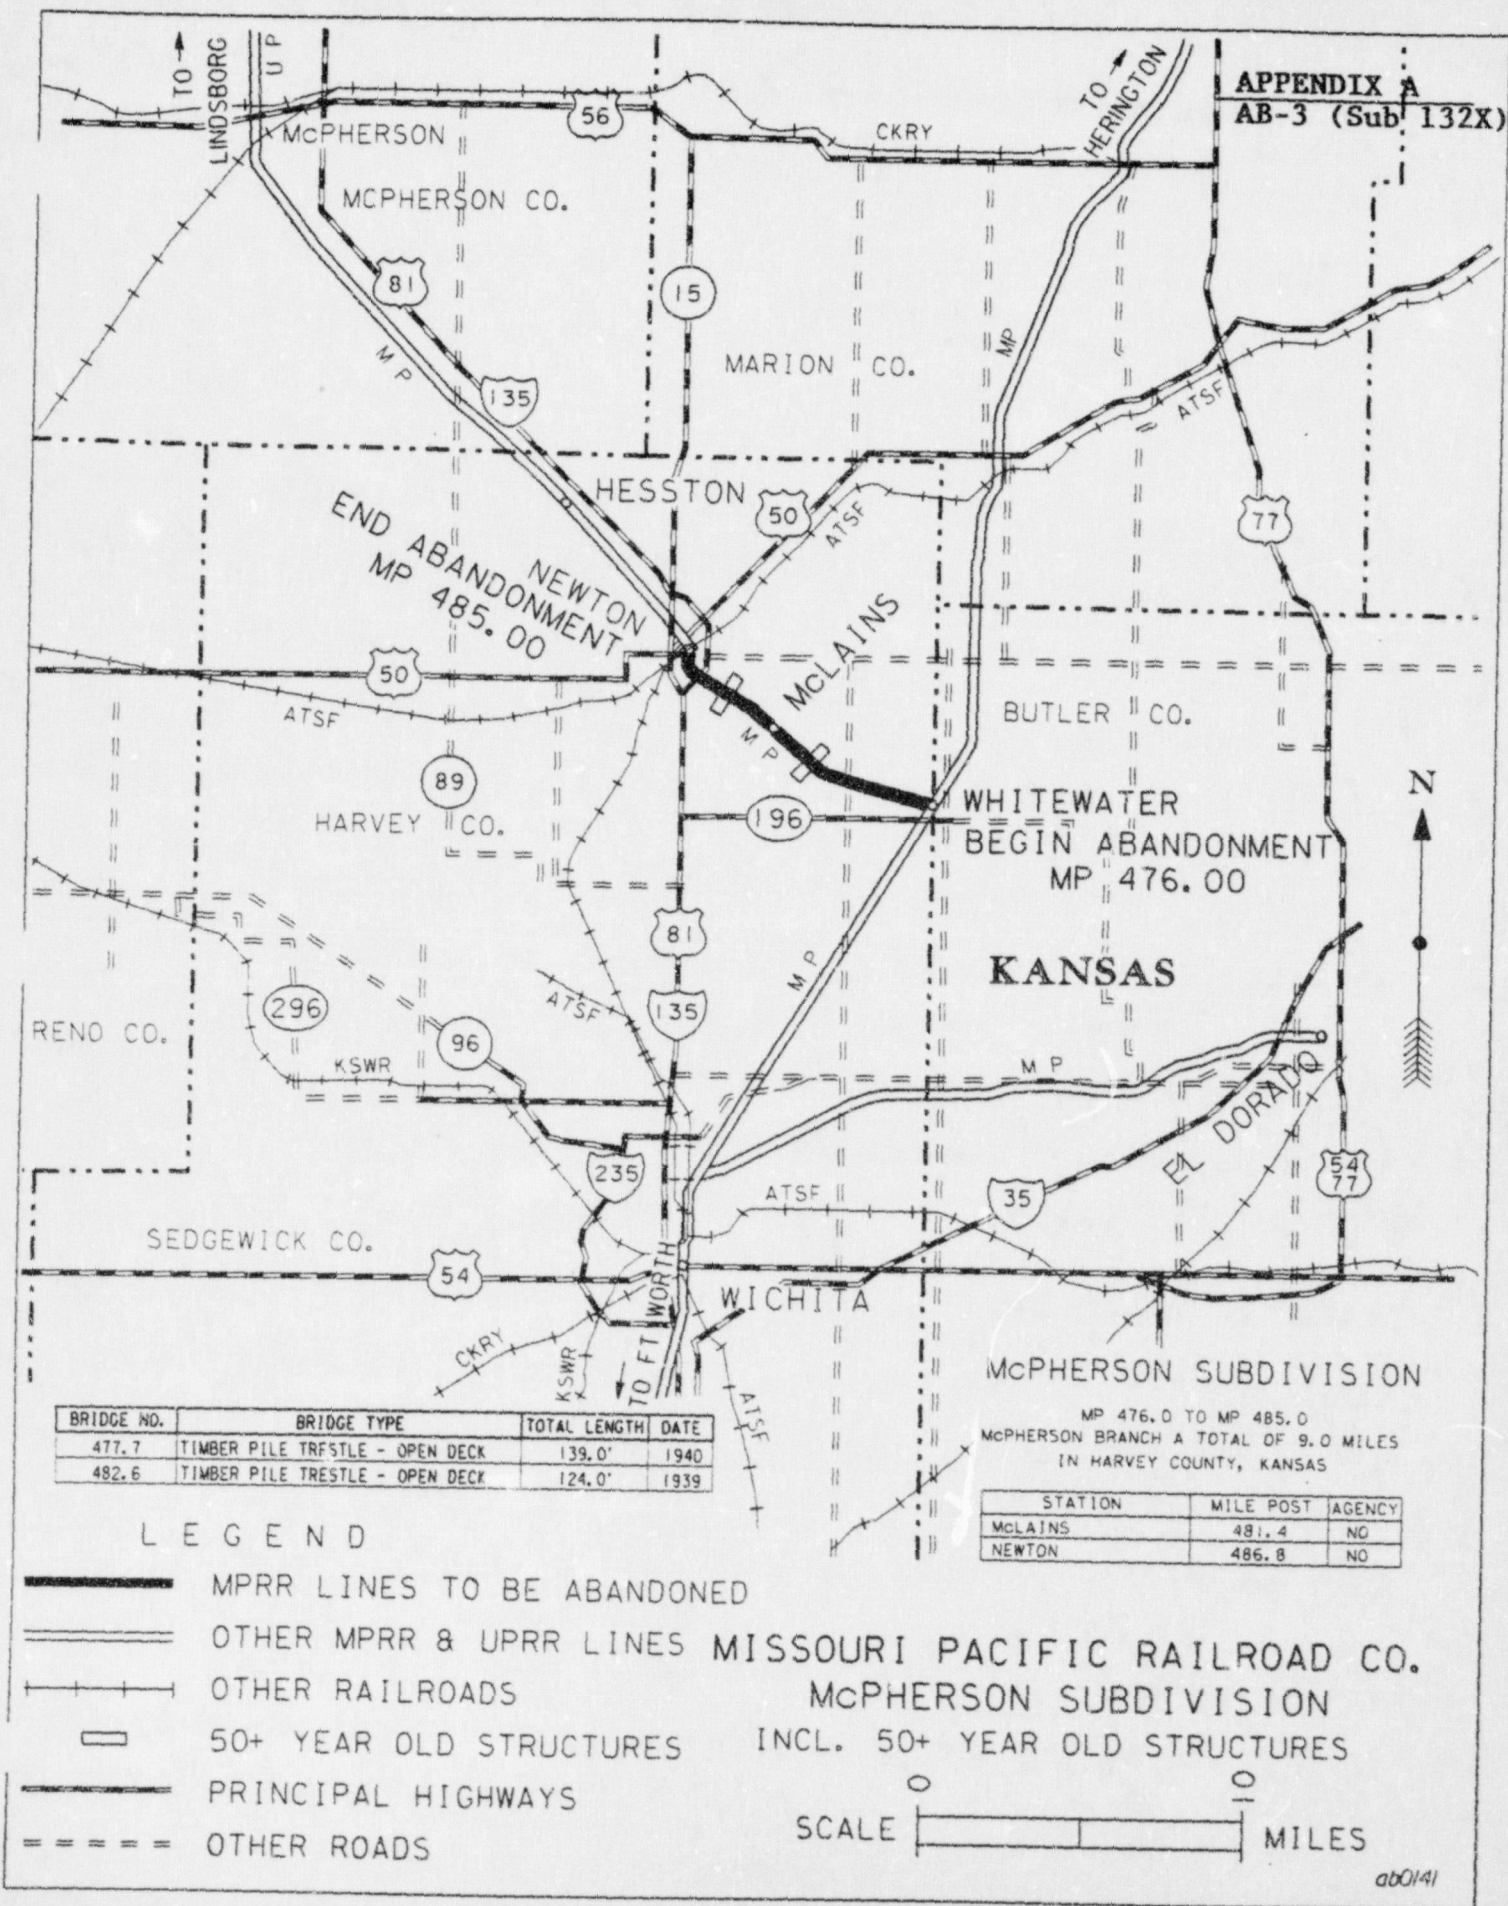 APPENDIX A
AB-3 (Sub 132X)
TO
LINDSBORG
UP
McPHERSON
56
CKRY
TO
HERINGTON
MCPHERSON CO.
81
15
MP
MARION CO.
MP
135
ATSF
HESSTON
50
ATSF
77
END ABANDONMENT
MP 485.00
NEWTON
McLAINS
50
ATSF
MP
BUTLER CO.
89
HARVEY CO.
196
WHITEWATER
BEGIN ABANDONMENT
MP 476.00
N
81
MP
KANSAS
ATSF
296
135
RENO CO.
96
KSWR
MP
EL DORADO
235
ATSF
35
54
77
SEDGEWICK CO.
54
WICHITA
TO FT WORTH
CKRY
KSWR
ATSF
BRIDGE NO. BRIDGE TYPE TOTAL LENGTH DATE
477.7 TIMBER PILE TRESTLE - OPEN DECK 139.0' 1940
482.6 TIMBER PILE TRESTLE - OPEN DECK 124.0' 1939
McPHERSON SUBDIVISION
MP 476.0 TO MP 485.0
McPHERSON BRANCH A TOTAL OF 9.0 MILES
IN HARVEY COUNTY, KANSAS
STATION MILE POST AGENCY
McLAINS 481.4 NO
NEWTON 486.8 NO
LEGEND
MPRR LINES TO BE ABANDONED
OTHER MPRR & UPRR LINES
OTHER RAILROADS
50+ YEAR OLD STRUCTURES
PRINCIPAL HIGHWAYS
OTHER ROADS
MISSOURI PACIFIC RAILROAD CO.
McPHERSON SUBDIVISION
INCL. 50+ YEAR OLD STRUCTURES
0 10
SCALE MILES
ab0141